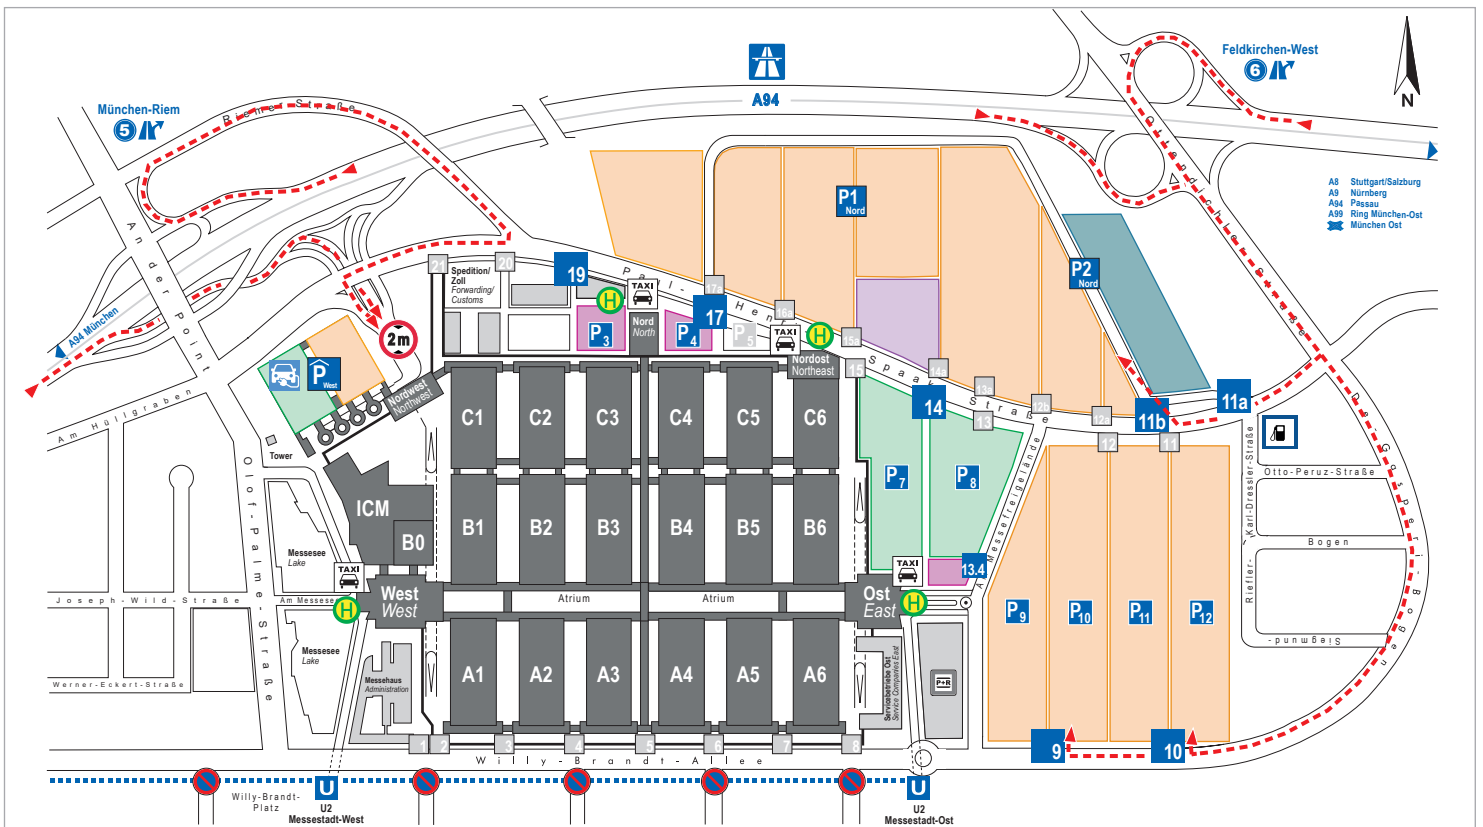 München-Riem
5
Riemer Straße
A94
Feldkirchen-West
6
N
A8 Stuttgart/Salzburg
A9 Nürnberg
A94 Passau
A99 Ring München-Ost
München Ost
An der Point
Ohrendichler Straße
P1
Nord
P2
Nord
21
20
19
Spedition/
Zoll
Forwarding/
Customs
H
TAXI
Paul-Hen
Spaak-Straße
17a
17
16a
15a
15
14a
14
13a
13
12b
12a
12
11b
11a
11
P3
Nord
North
P4
P5
TAXI
H
Nordost
Northeast
A94 München
2m
P
West
Nordwest
Northwest
Am Hüllgraben
Tower
C1
C2
C3
C4
C5
C6
P7
P8
Am Messefreigelände
Karl-Dressler-Straße
Otto-Peruz-Straße
De-Gasperi-Bogen
Olof-Palme-Straße
ICM
B0
B1
B2
B3
B4
B5
B6
Messesee
Lake
TAXI
TAXI
13.4
Riefler-
Bogen
Joseph-Wild-Straße
Am Messesee
H
West
West
Atrium
Atrium
Ost
East
H
P9
P10
P11
P12
Siegmund-
Messesee
Lake
Werner-Eckert-Straße
Messehaus
Administration
A1
A2
A3
A4
A5
A6
Servicebetriebe Ost
Service Companies East
P+R
1
2
3
4
5
6
7
8
9
10
Willy-Brandt-Allee
Willy-Brandt-
Platz
U
U2
Messestadt-West
U
U2
Messestadt-Ost